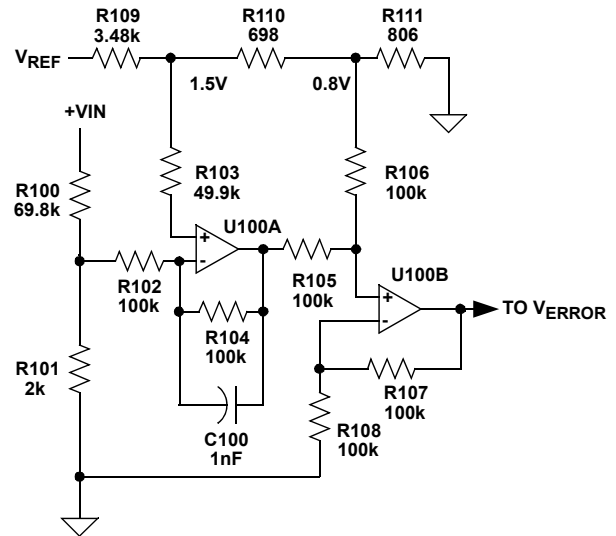 R109
3.48k
R110
698
R111
806
VREF
1.5V
0.8V
+VIN
R100
69.8k
R103
49.9k
R106
100k
U100A
+
-
R102
100k
R105
100k
U100B
+
-
TO VERROR
R104
100k
R101
2k
R107
100k
C100
1nF
R108
100k